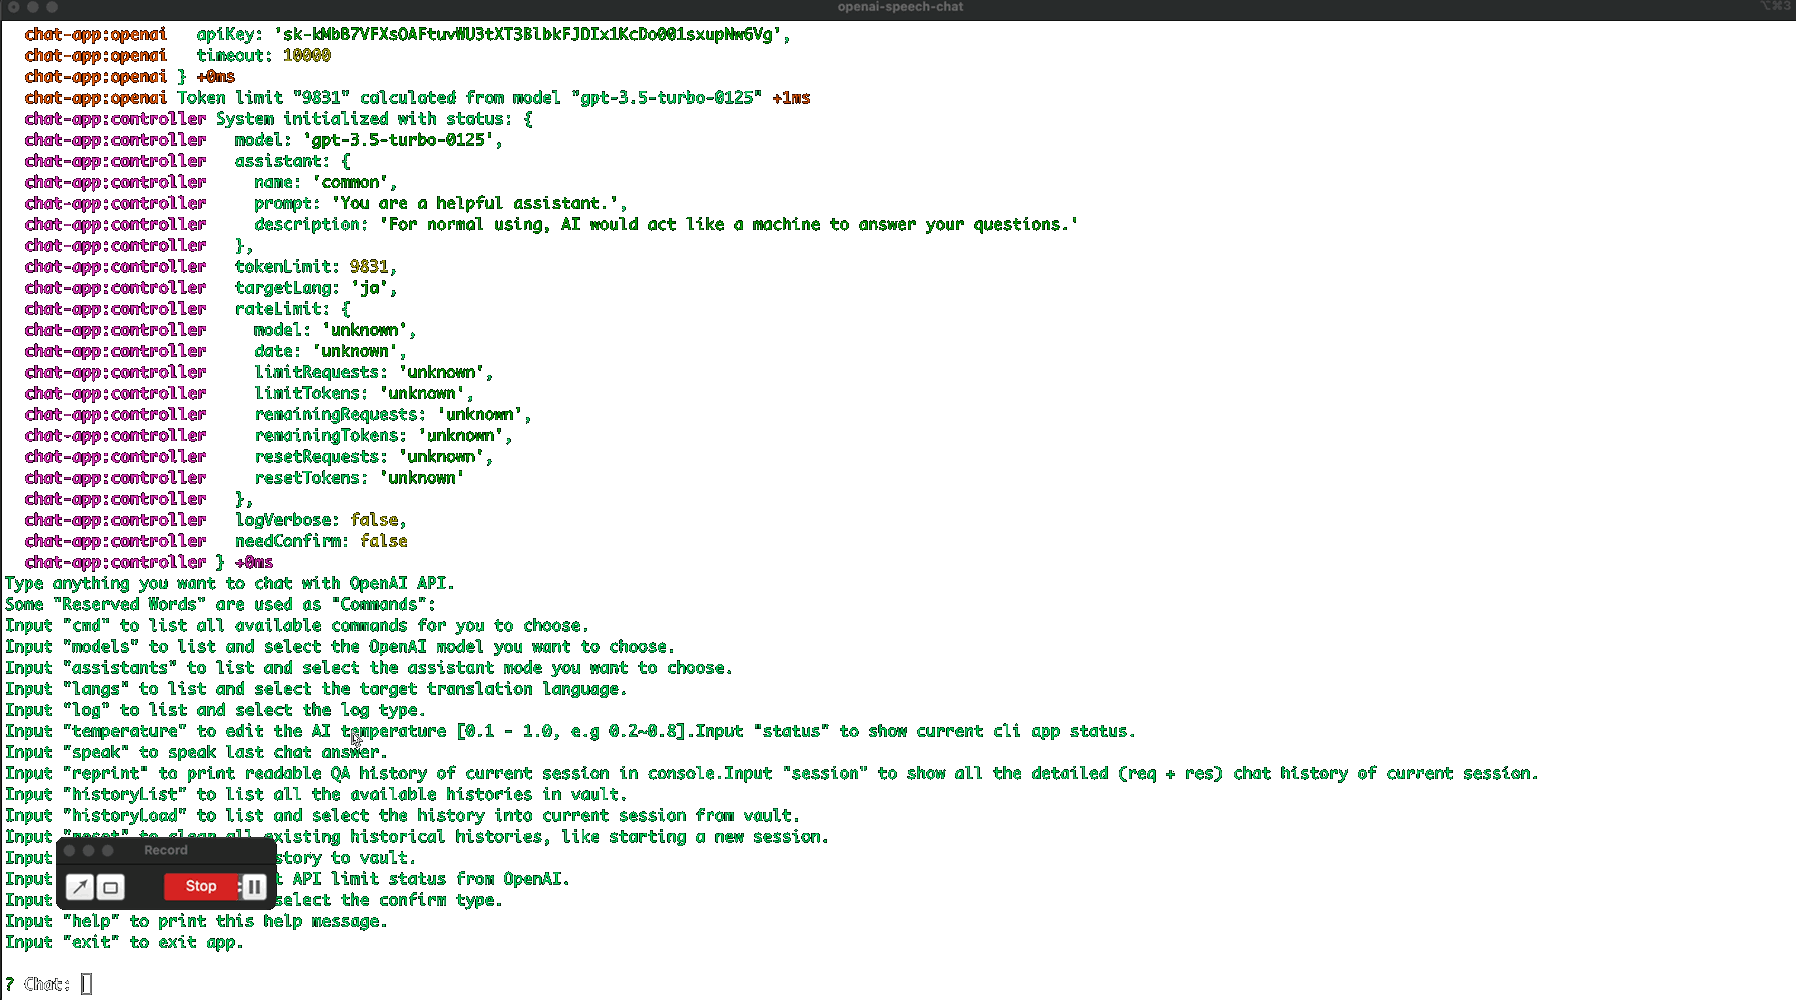 openai-speech-chat
⌥⌘3
chat-app:openai apiKey:
chat-app:openai timeout: 10000
chat-app:openai } +0ms
chat-app:openai Token limit "9831" calculated from model "gpt-3.5-turbo-0125" +1ms
chat-app:controller System initialized with status: {
chat-app:controller model: 'gpt-3.5-turbo-0125',
chat-app:controller assistant: {
chat-app:controller name: 'common',
chat-app:controller prompt: 'You are a helpful assistant.',
chat-app:controller description: 'For normal using, AI would act like a machine to answer your questions.'
chat-app:controller },
chat-app:controller tokenLimit: 9831,
chat-app:controller targetLang: 'ja',
chat-app:controller rateLimit: {
chat-app:controller model: 'unknown',
chat-app:controller date: 'unknown',
chat-app:controller limitRequests: 'unknown',
chat-app:controller limitTokens: 'unknown',
chat-app:controller remainingRequests: 'unknown',
chat-app:controller remainingTokens: 'unknown',
chat-app:controller resetRequests: 'unknown',
chat-app:controller resetTokens: 'unknown'
chat-app:controller },
chat-app:controller logVerbose: false,
chat-app:controller needConfirm: false
chat-app:controller } +0ms
Type anything you want to chat with OpenAI API.
Some "Reserved Words" are used as "Commands":
Input "cmd" to list all available commands for you to choose.
Input "models" to list and select the OpenAI model you want to choose.
Input "assistants" to list and select the assistant mode you want to choose.
Input "langs" to list and select the target translation language.
Input "log" to list and select the log type.
Input "temperature" to edit the AI temperature [0.1 - 1.0, e.g 0.2~0.8].Input "status" to show current cli app status.
Input "speak" to speak last chat answer.
Input "reprint" to print readable QA history of current session in console.Input "session" to show all the detailed (req + res) chat history of current session.
Input "historyList" to list all the available histories in vault.
Input "historyLoad" to list and select the history into current session from vault.
Input "reset" to clean all existing historical histories, like starting a new session.
Input story to vault.
Input t API limit status from OpenAI.
Input select the confirm type.
Input "help" to print this help message.
Input "exit" to exit app.
Record
Stop
? Chat: